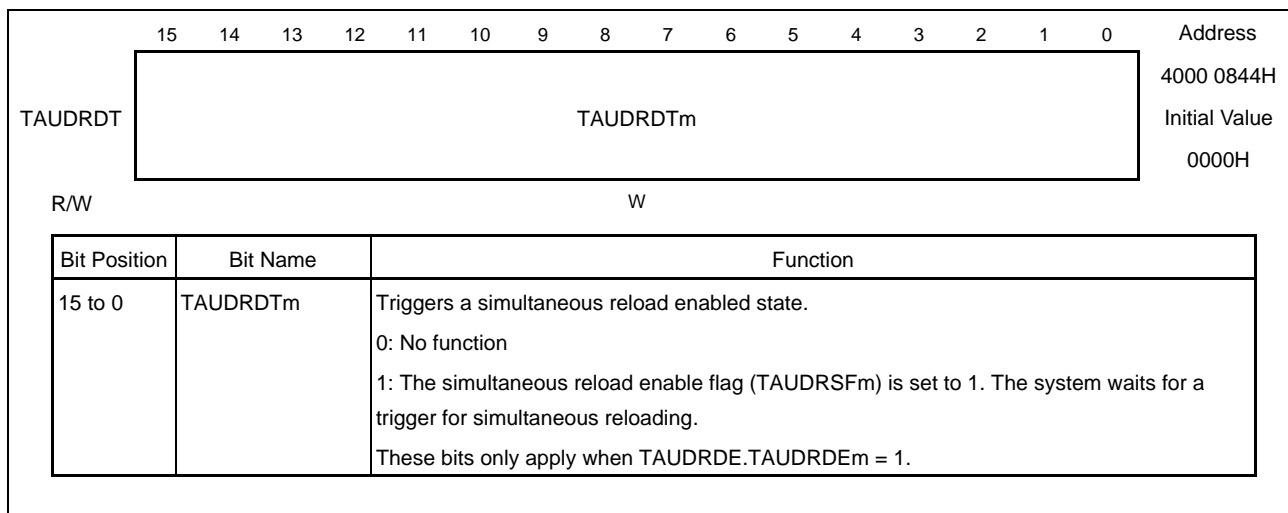 15 14 13 12 11 10 9 8 7 6 5 4 3 2 1 0 Address
4000 0844H
TAUDRDT TAUDRDTm Initial Value
0000H
R/W W
Bit Position Bit Name Function
15 to 0 TAUDRDTm Triggers a simultaneous reload enabled state.
0: No function
1: The simultaneous reload enable flag (TAUDRSFm) is set to 1. The system waits for a
trigger for simultaneous reloading.
These bits only apply when TAUDRDE.TAUDRDEm = 1.